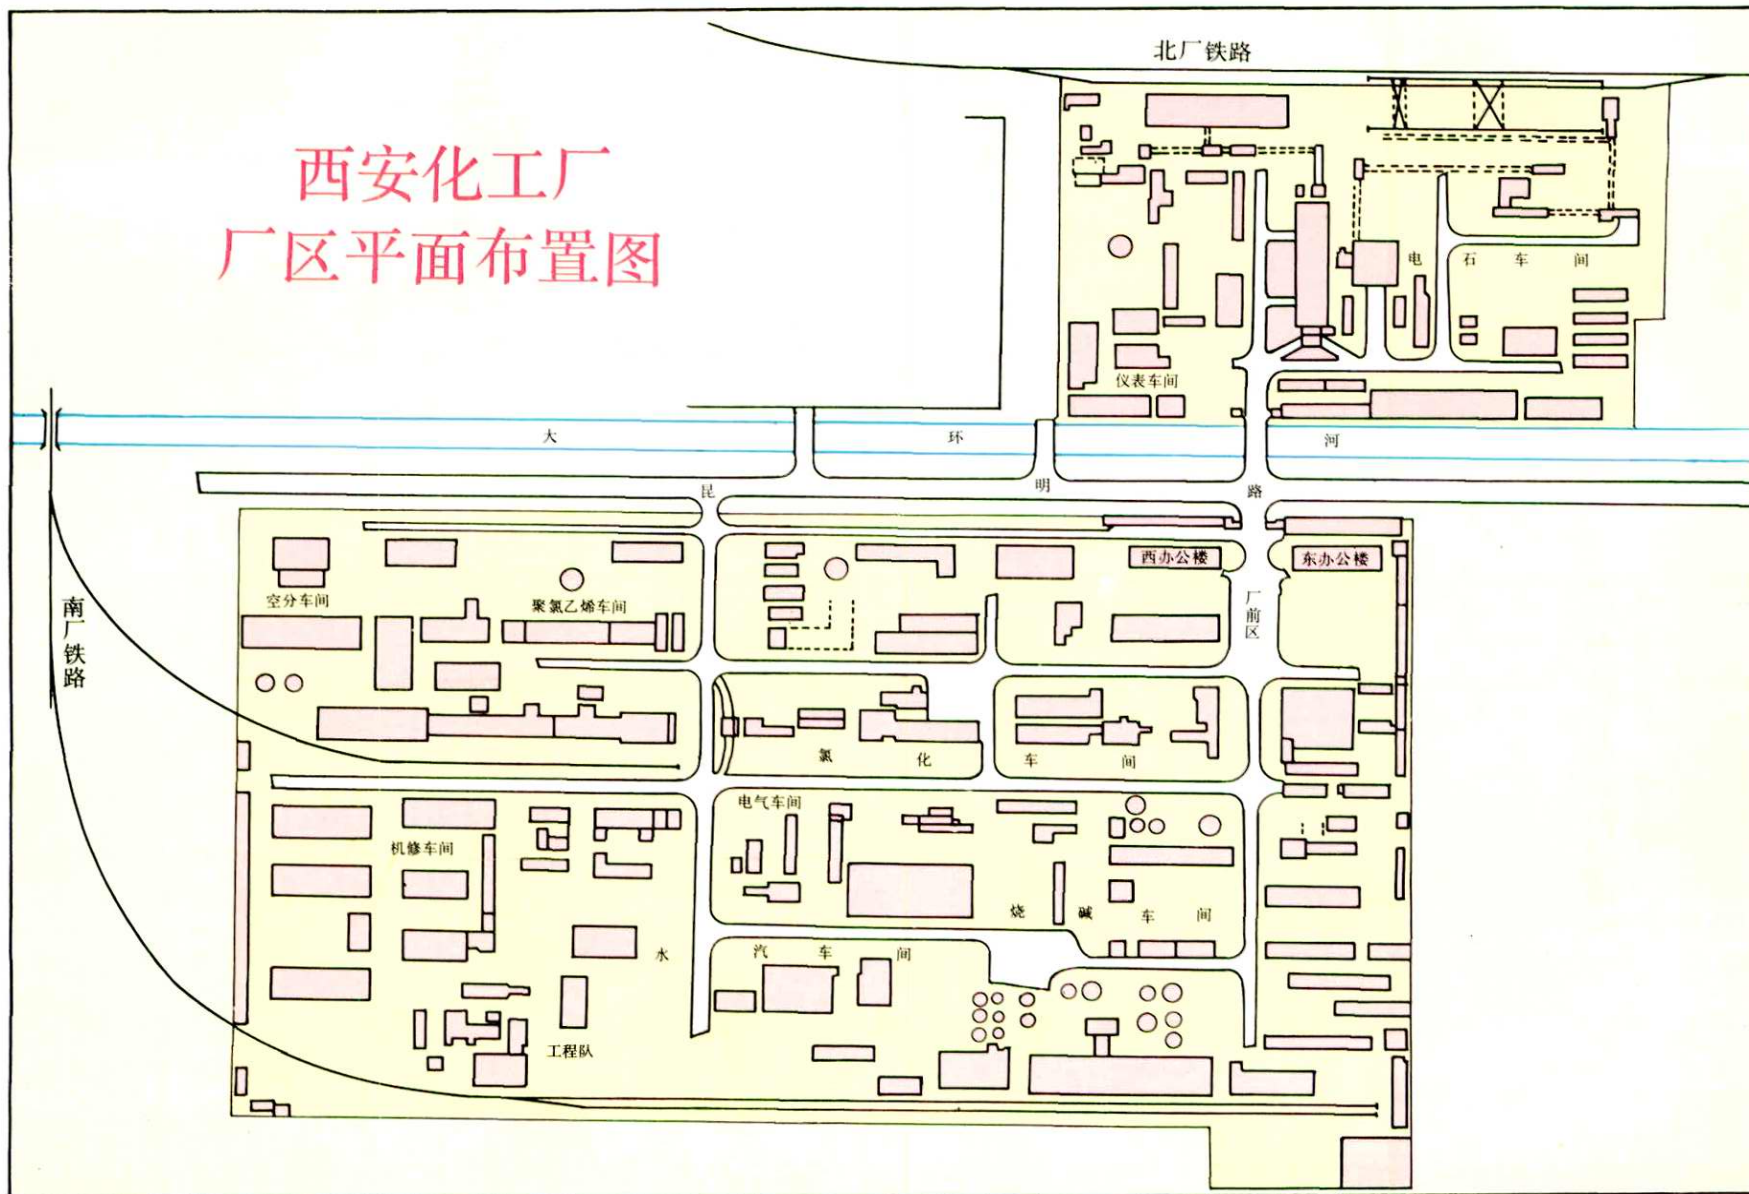 北厂铁路
西安化工厂
厂区平面布置图
电石车间
仪表车间
大环河
昆明路
西办公楼
东办公楼
厂前区
空分车间
聚氯乙烯车间
南厂铁路
氯化车间
电气车间
机修车间
烧碱车间
水汽车间
工程队